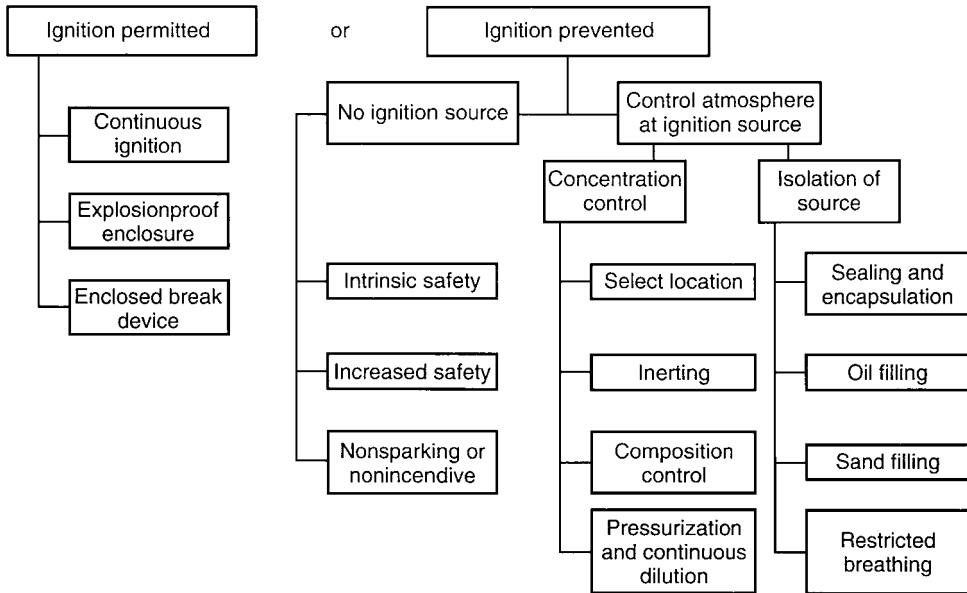 Ignition permitted
or
Ignition prevented
Continuous
ignition
Explosionproof
enclosure
Enclosed break
device
No ignition source
Intrinsic safety
Increased safety
Nonsparking or
nonincendive
Control atmosphere
at ignition source
Concentration
control
Select location
Inerting
Composition
control
Pressurization
and continuous
dilution
Isolation of
source
Sealing and
encapsulation
Oil filling
Sand filling
Restricted
breathing